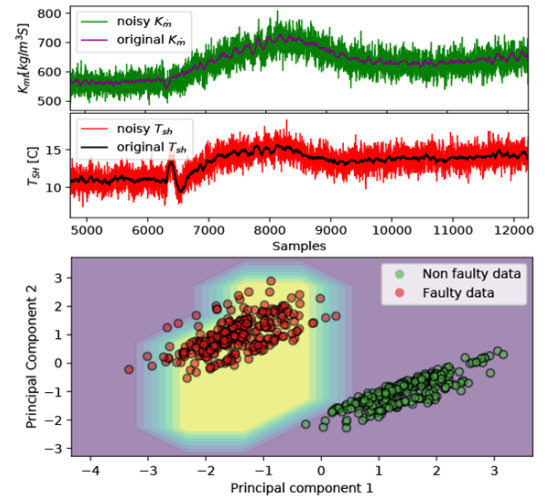 800
700
600
500
K_ṁ[kg/m³S]
noisy K_ṁ
original K_ṁ
15
10
T_SH [C]
noisy T_sh
original T_sh
5000 6000 7000 8000 9000 10000 11000 12000
Samples
3
2
1
0
−1
−2
−3
Principal Component 2
Non faulty data
Faulty data
−4 −3 −2 −1 0 1 2 3
Principal component 1